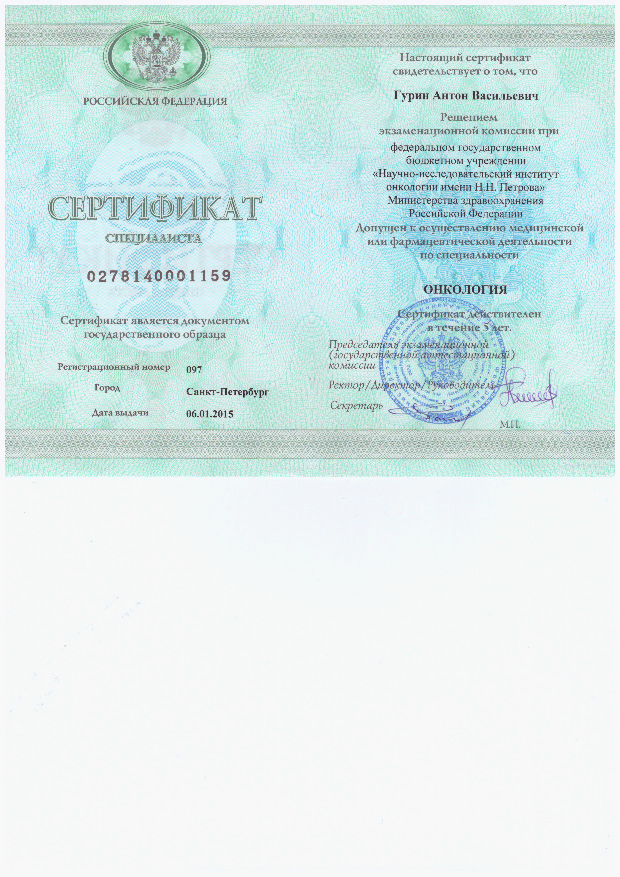 РОССИЙСКАЯ ФЕДЕРАЦИЯ
СЕРТИФИКАТ
СПЕЦИАЛИСТА
0278140001159
Сертификат является документом
государственного образца
Регистрационный номер 097
Город Санкт-Петербург
Дата выдачи 06.01.2015
Настоящий сертификат
свидетельствует о том, что
Гурин Антон Васильевич
Решением
экзаменационной комиссии при
федеральном государственном
бюджетном учреждении
«Научно-исследовательский институт
онкологии имени Н.Н. Петрова»
Министерства здравоохранения
Российской Федерации
Допущен к осуществлению медицинской
или фармацевтической деятельности
по специальности
ОНКОЛОГИЯ
Сертификат действителен
в течение 5 лет.
Председатель экзаменационной
(государственной аттестационной)
комиссии
Ректор/Директор/Руководитель
Секретарь
М.П.